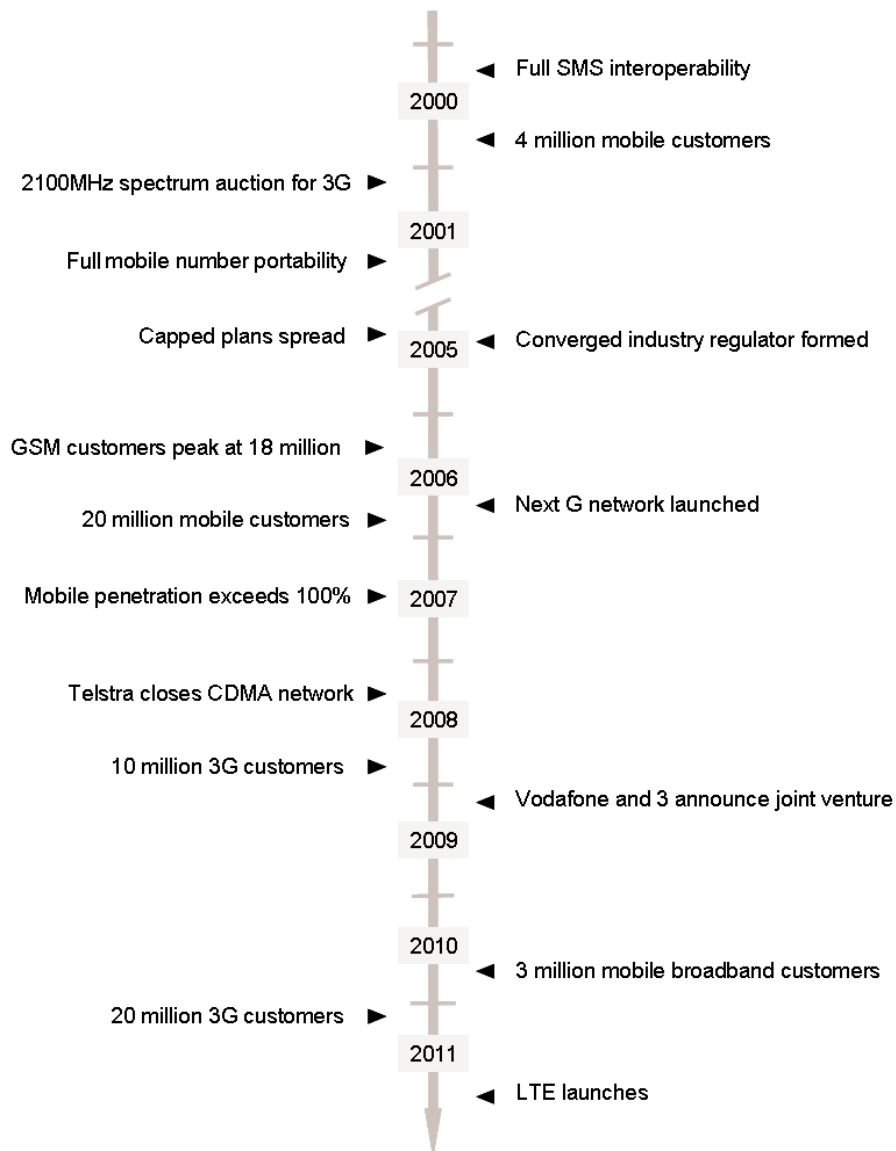 Full SMS interoperability
2000
4 million mobile customers
2100MHz spectrum auction for 3G
2001
Full mobile number portability
Capped plans spread
2005
Converged industry regulator formed
GSM customers peak at 18 million
2006
Next G network launched
20 million mobile customers
Mobile penetration exceeds 100%
2007
Telstra closes CDMA network
2008
10 million 3G customers
Vodafone and 3 announce joint venture
2009
2010
3 million mobile broadband customers
20 million 3G customers
2011
LTE launches